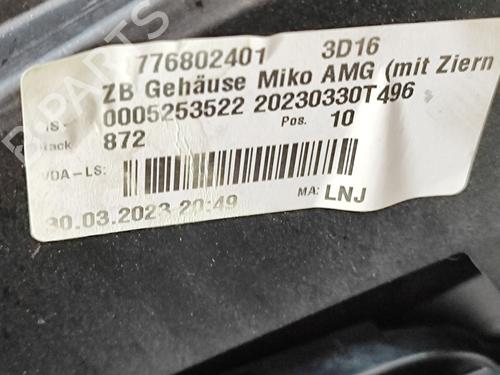 776802401 3D16
ZB Gehäuse Miko AMG (mit Ziern
0005253522 20230330T496
872 Pos. 10
VDA-LS:
30.03.2023 20:49 MA: LNJ
B-PARTS